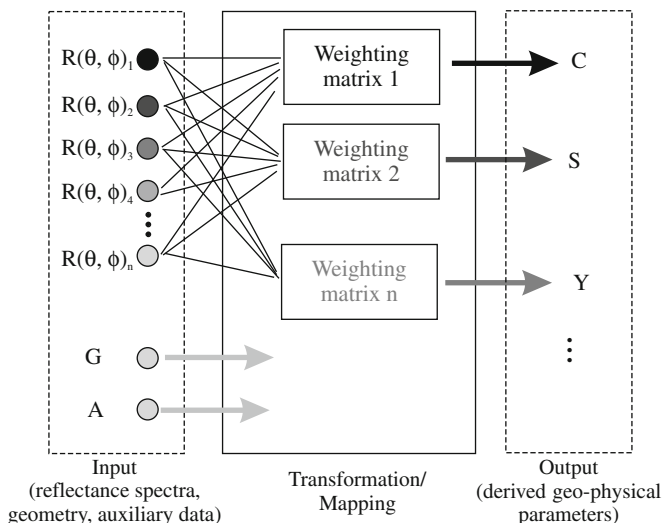 R(θ, ϕ)₁
R(θ, ϕ)₂
R(θ, ϕ)₃
R(θ, ϕ)₄
R(θ, ϕ)ₙ
G
A
Weighting
matrix 1
Weighting
matrix 2
Weighting
matrix n
C
S
Y
Input
(reflectance spectra,
geometry, auxiliary data)
Transformation/
Mapping
Output
(derived geo-physical
parameters)